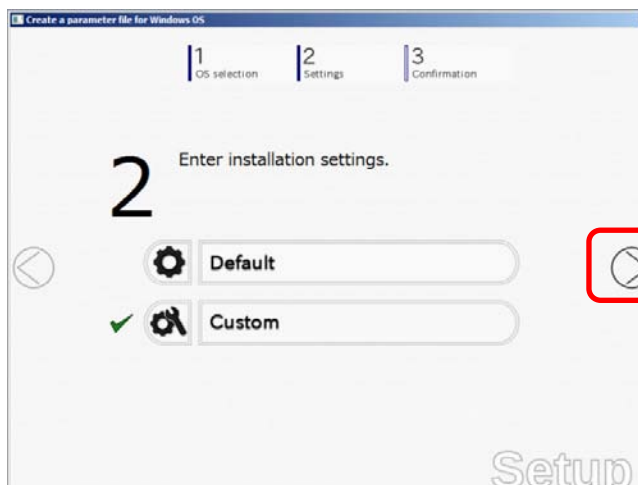 Create a parameter file for Windows OS
1
OS selection
2
Settings
3
Confirmation
2
Enter installation settings.
Default
Custom
Setup